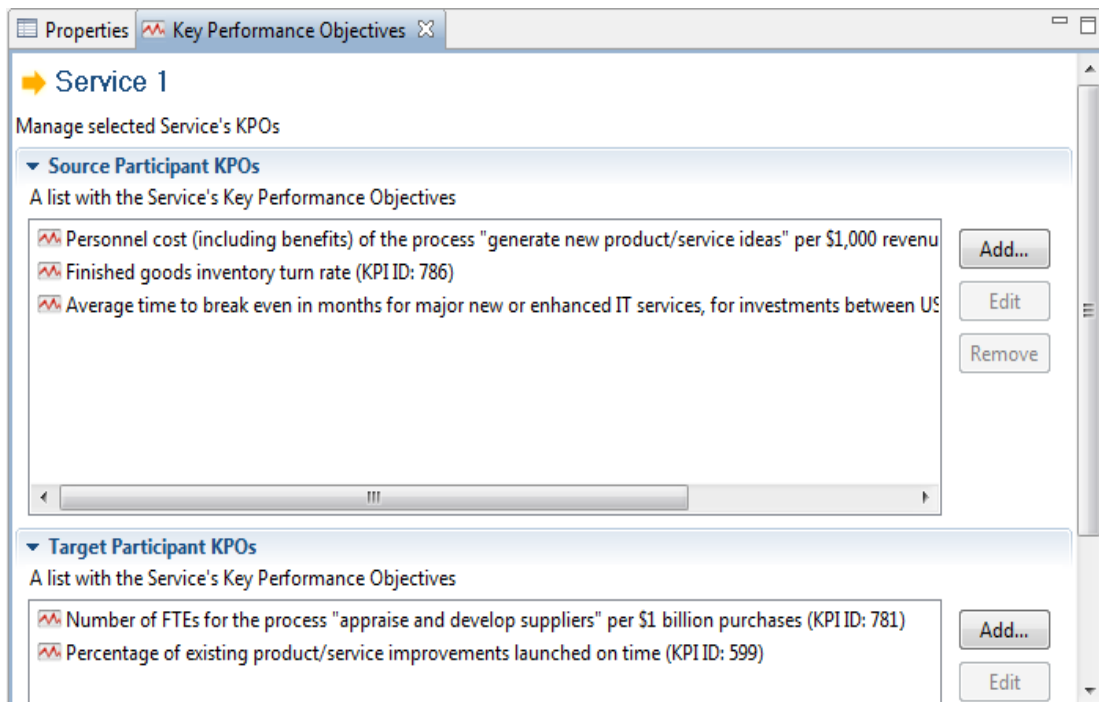 Properties Key Performance Objectives
Service 1
Manage selected Service's KPOs
Source Participant KPOs
A list with the Service's Key Performance Objectives
Personnel cost (including benefits) of the process "generate new product/service ideas" per $1,000 revenu
Add...
Finished goods inventory turn rate (KPI ID: 786)
Edit
Average time to break even in months for major new or enhanced IT services, for investments between US
Remove
Target Participant KPOs
A list with the Service's Key Performance Objectives
Number of FTEs for the process "appraise and develop suppliers" per $1 billion purchases (KPI ID: 781)
Add...
Percentage of existing product/service improvements launched on time (KPI ID: 599)
Edit